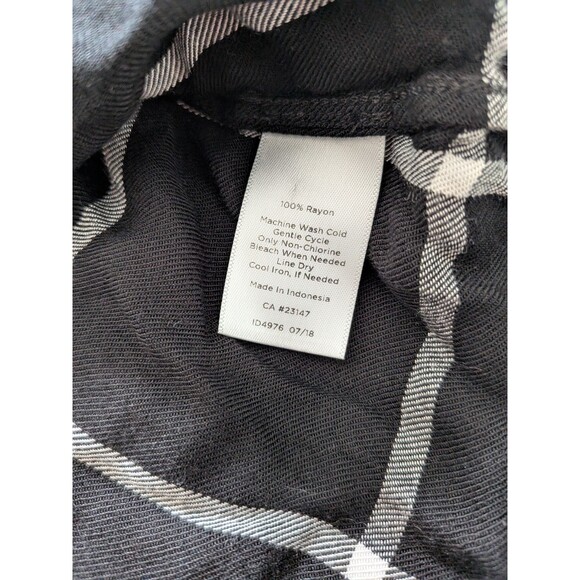 100% Rayon
Machine Wash Cold
Gentle Cycle
Only Non-Chlorine
Bleach When Needed
Line Dry
Cool Iron, If Needed
Made In Indonesia
CA #23147
ID4976 07/18